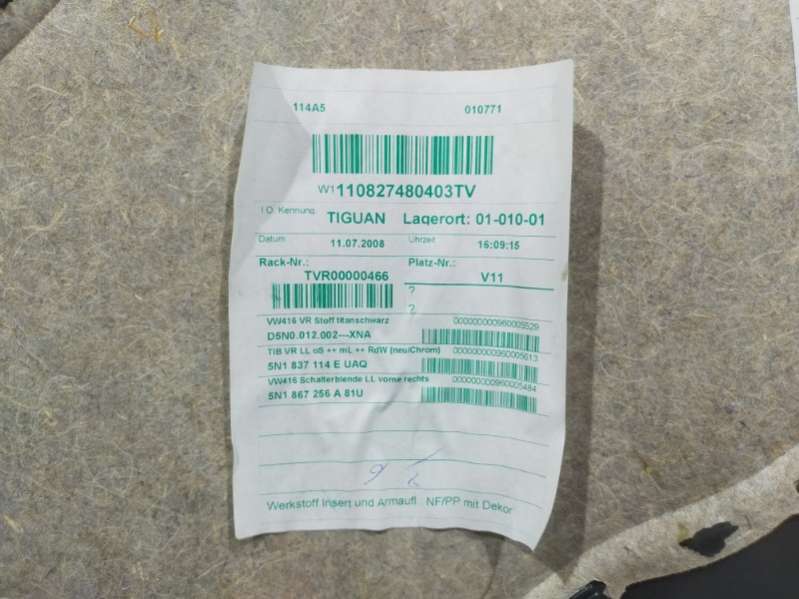 114A5 010771
W1110827480403TV
I.D. Kennung: TIGUAN Lagerort: 01-010-01
Datum 11.07.2008 Uhrzeit 16:09:15
Rack-Nr.: Platz-Nr.:
TVR00000466 V11
?
?
VW416 VR Stoff titanschwarz 000000000960005529
D5N0.012.002---XNA
TIB VR LL oS ++ mL ++ RdW (neu/Chrom) 000000000960005613
5N1 837 114 E UAQ
VW416 Schalterblende LL vorne rechts 000000000960005484
5N1 867 256 A 81U
Werkstoff Insert und Armaufl.: NF/PP mit Dekor